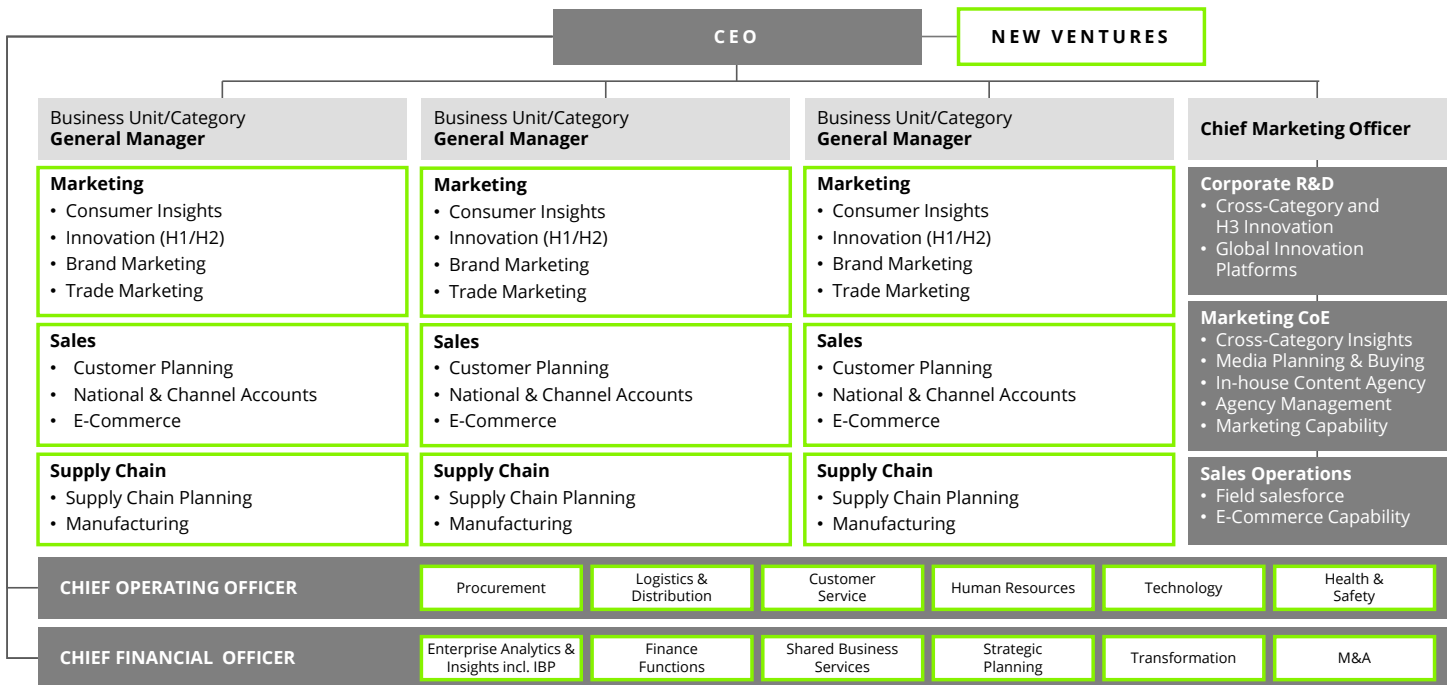 CEO
NEW VENTURES
Business Unit/Category
General Manager
Marketing
• Consumer Insights
• Innovation (H1/H2)
• Brand Marketing
• Trade Marketing
Sales
• Customer Planning
• National & Channel Accounts
• E-Commerce
Supply Chain
• Supply Chain Planning
• Manufacturing
Business Unit/Category
General Manager
Marketing
• Consumer Insights
• Innovation (H1/H2)
• Brand Marketing
• Trade Marketing
Sales
• Customer Planning
• National & Channel Accounts
• E-Commerce
Supply Chain
• Supply Chain Planning
• Manufacturing
Business Unit/Category
General Manager
Marketing
• Consumer Insights
• Innovation (H1/H2)
• Brand Marketing
• Trade Marketing
Sales
• Customer Planning
• National & Channel Accounts
• E-Commerce
Supply Chain
• Supply Chain Planning
• Manufacturing
Chief Marketing Officer
Corporate R&D
• Cross-Category and
H3 Innovation
• Global Innovation
Platforms
Marketing CoE
• Cross-Category Insights
• Media Planning & Buying
• In-house Content Agency
• Agency Management
• Marketing Capability
Sales Operations
• Field salesforce
• E-Commerce Capability
CHIEF OPERATING OFFICER
Procurement
Logistics &
Distribution
Customer
Service
Human Resources
Technology
Health &
Safety
CHIEF FINANCIAL OFFICER
Enterprise Analytics &
Insights incl. IBP
Finance
Functions
Shared Business
Services
Strategic
Planning
Transformation
M&A